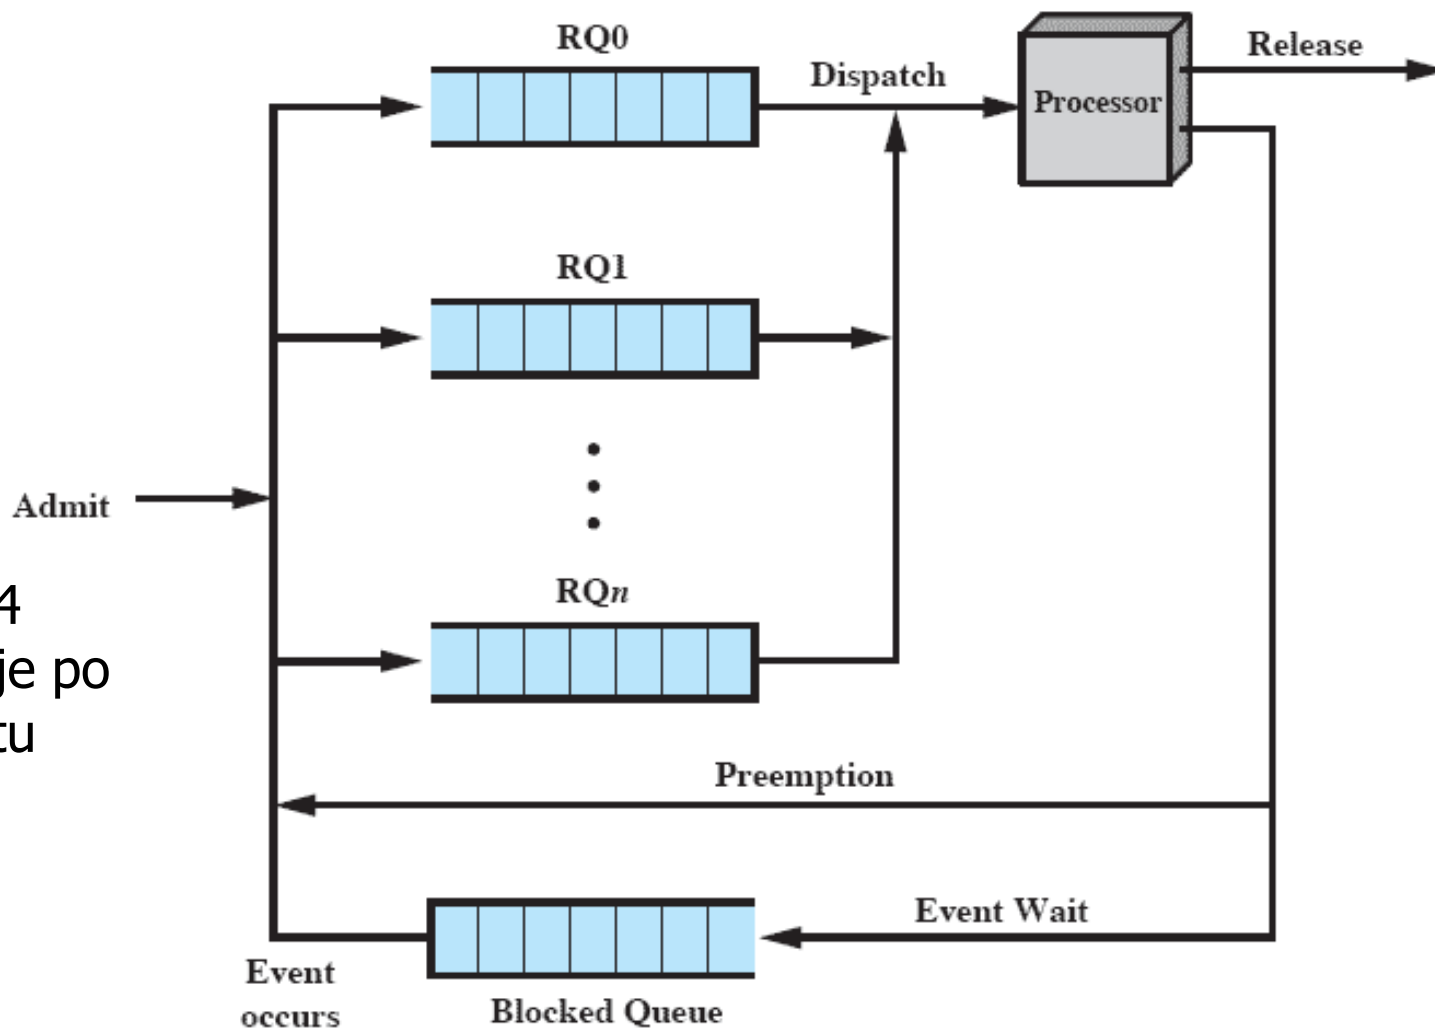 RQ0
Release
Dispatch
Processor
RQ1
Admit
4
je po
tu
RQn
Preemption
Event Wait
Event
occurs
Blocked Queue